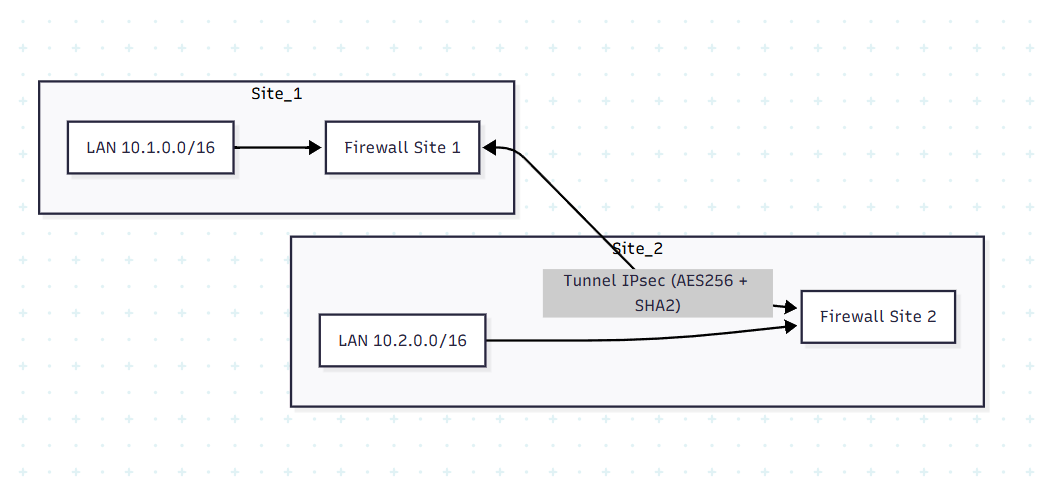 Site_1
LAN 10.1.0.0/16
Firewall Site 1
Site_2
Tunnel IPsec (AES256 +
SHA2)
Firewall Site 2
LAN 10.2.0.0/16